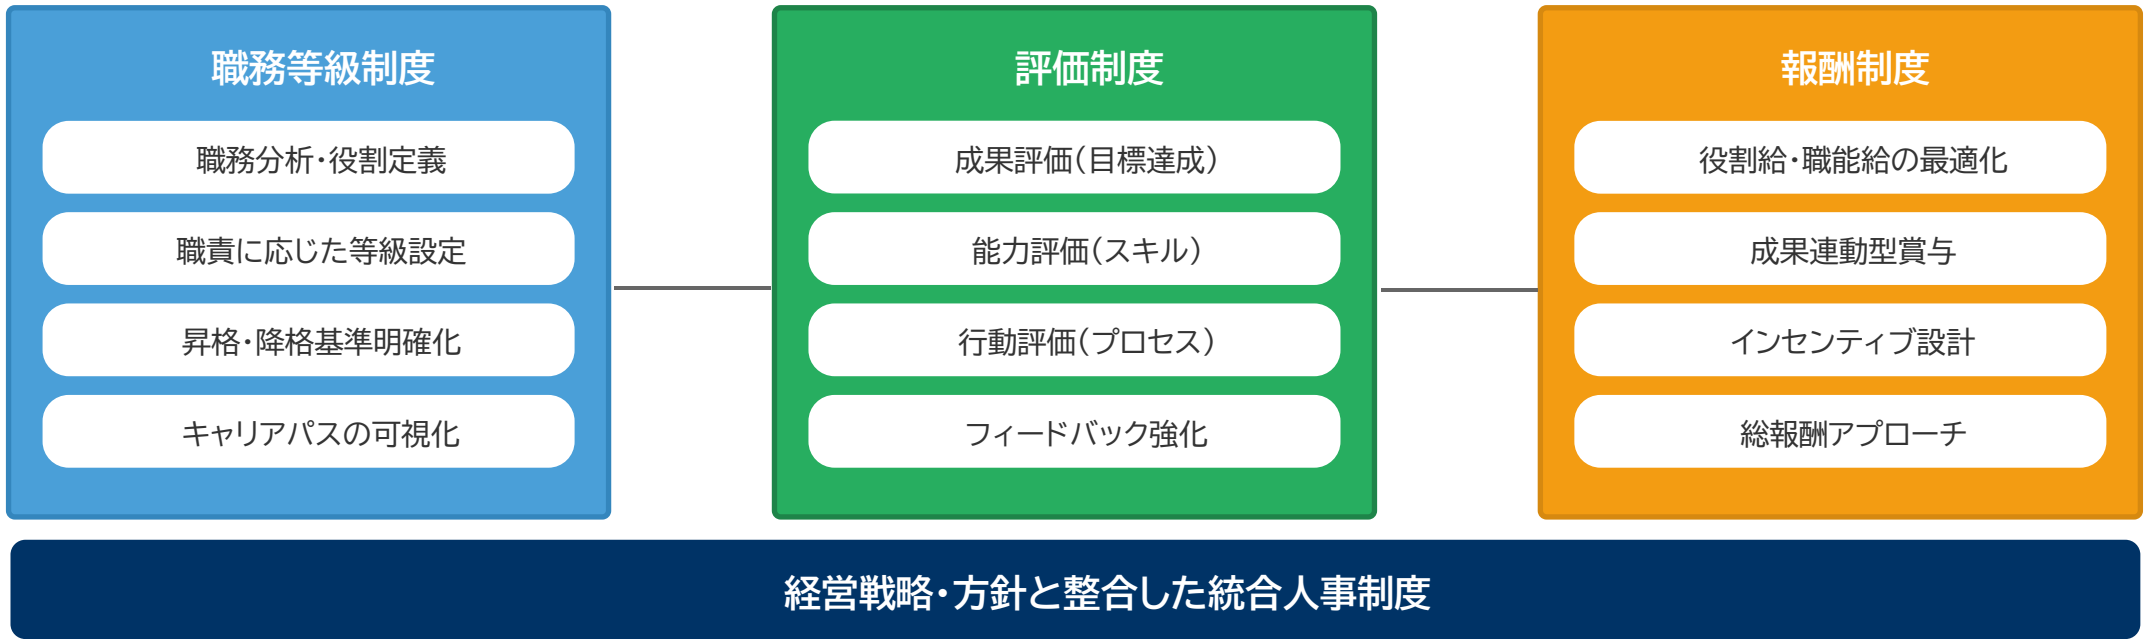 職務等級制度
職務分析・役割定義
職責に応じた等級設定
昇格・降格基準明確化
キャリアパスの可視化
評価制度
成果評価（目標達成）
能力評価（スキル）
行動評価（プロセス）
フィードバック強化
報酬制度
役割給・職能給の最適化
成果連動型賞与
インセンティブ設計
総報酬アプローチ
経営戦略・方針と整合した統合人事制度